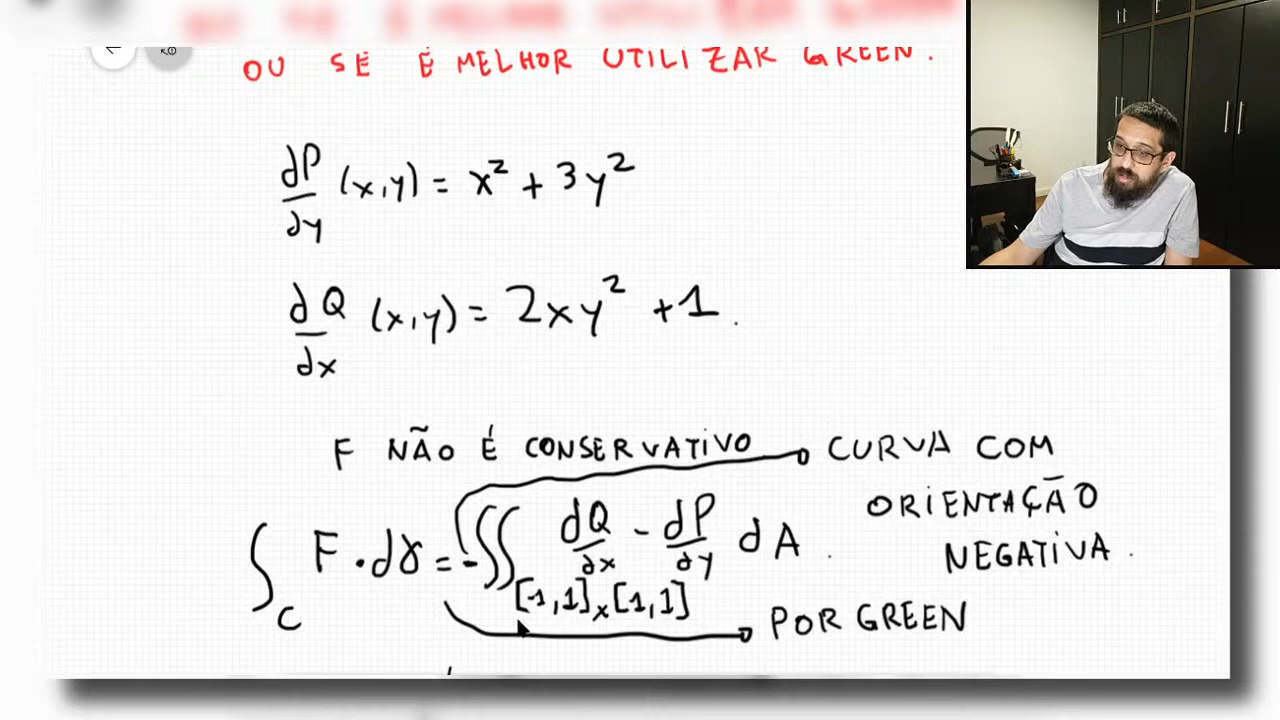 OU SE É MELHOR UTILIZAR GREEN.
∂P/∂y (x,y) = x² + 3y²
∂Q/∂x (x,y) = 2xy² + 1.
F NÃO É CONSERVATIVO
CURVA COM
ORIENTAÇÃO
NEGATIVA.
∫_C F·dγ = -∬_{[-1,1]×[1,1]} ∂Q/∂x - ∂P/∂y dA.
POR GREEN